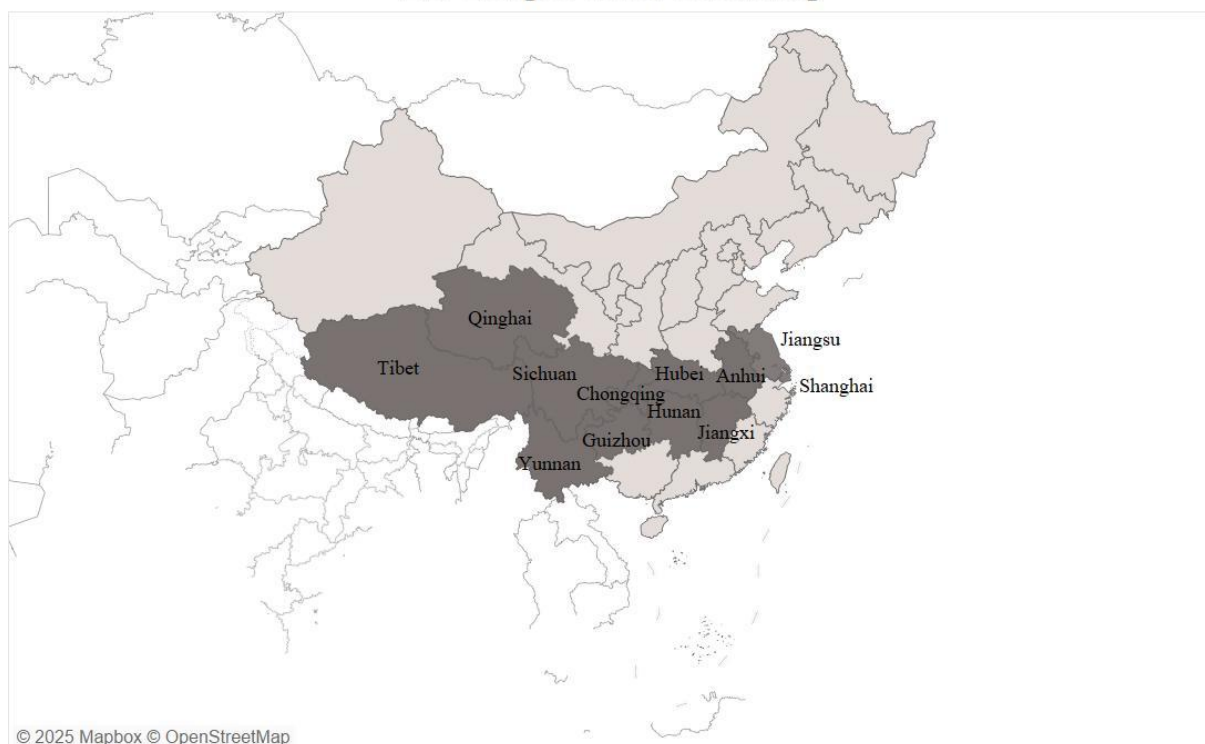 Qinghai
Jiangsu
Tibet
Sichuan
Hubei
Anhui
Shanghai
Chongqing
Hunan
Guizhou
Jiangxi
Yunnan
© 2025 Mapbox © OpenStreetMap